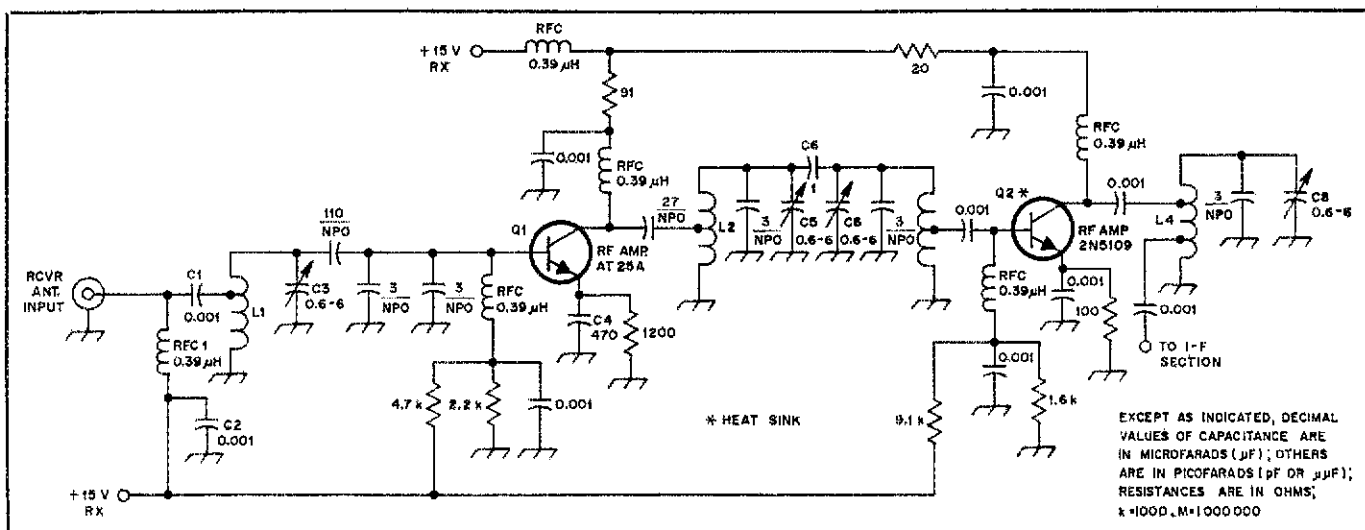 RFC
+15 V
RX
0.39 µH
91
20
0.001
0.001
RFC
0.39 µH
RFC
0.39 µH
110
NPO
Q1
27
NPO
RF AMP.
AT 25A
L2
C6
1
3
NPO
C5
0.6-6
C6
0.6-6
3
NPO
0.001
Q2*
RF AMP
2N5109
0.001
L4
3
NPO
C8
0.6-6
RCVR
ANT.
INPUT
C1
0.001
L1
C3
0.6-6
3
NPO
3
NPO
RFC
0.39 µH
C4
470
1200
RFC
0.39 µH
0.001
100
0.001
TO I-F
SECTION
RFC 1
0.39 µH
C2
0.001
4.7 k
2.2 k
0.001
* HEAT SINK
9.1 k
0.001
1.6 k
+15 V
RX
EXCEPT AS INDICATED, DECIMAL
VALUES OF CAPACITANCE ARE
IN MICROFARADS (µF); OTHERS
ARE IN PICOFARADS (pF OR µµF);
RESISTANCES ARE IN OHMS;
k=1000, M=1000 000